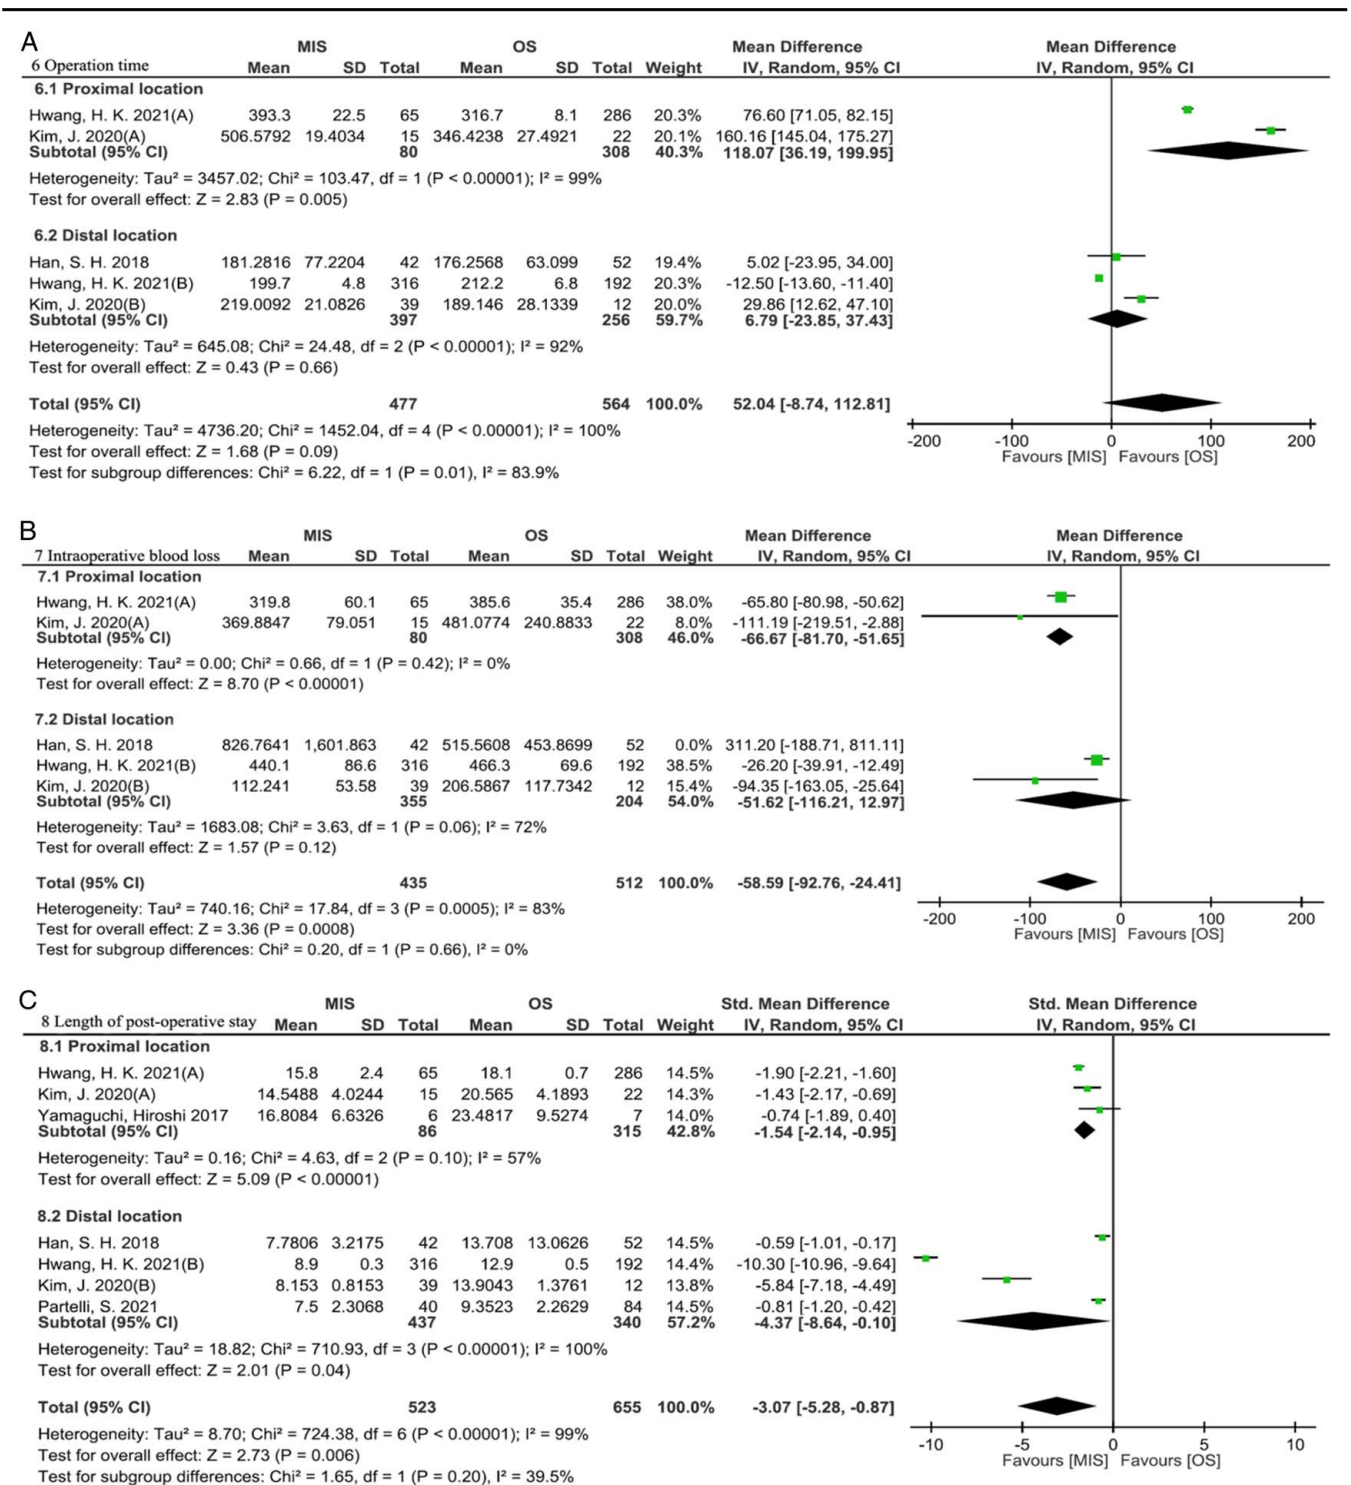 A
MIS OS Mean Difference Mean Difference
6 Operation time Mean SD Total Mean SD Total Weight IV, Random, 95% CI IV, Random, 95% CI
6.1 Proximal location
Hwang, H. K. 2021(A) 393.3 22.5 65 316.7 8.1 286 20.3% 76.60 [71.05, 82.15]
Kim, J. 2020(A) 506.5792 19.4034 15 346.4238 27.4921 22 20.1% 160.16 [145.04, 175.27]
Subtotal (95% CI) 80 308 40.3% 118.07 [36.19, 199.95]
Heterogeneity: Tau² = 3457.02; Chi² = 103.47, df = 1 (P < 0.00001); I² = 99%
Test for overall effect: Z = 2.83 (P = 0.005)
6.2 Distal location
Han, S. H. 2018 181.2816 77.2204 42 176.2568 63.099 52 19.4% 5.02 [-23.95, 34.00]
Hwang, H. K. 2021(B) 199.7 4.8 316 212.2 6.8 192 20.3% -12.50 [-13.60, -11.40]
Kim, J. 2020(B) 219.0092 21.0826 39 189.146 28.1339 12 20.0% 29.86 [12.62, 47.10]
Subtotal (95% CI) 397 256 59.7% 6.79 [-23.85, 37.43]
Heterogeneity: Tau² = 645.08; Chi² = 24.48, df = 2 (P < 0.00001); I² = 92%
Test for overall effect: Z = 0.43 (P = 0.66)
Total (95% CI) 477 564 100.0% 52.04 [-8.74, 112.81]
Heterogeneity: Tau² = 4736.20; Chi² = 1452.04, df = 4 (P < 0.00001); I² = 100%
Test for overall effect: Z = 1.68 (P = 0.09)
Test for subgroup differences: Chi² = 6.22, df = 1 (P = 0.01), I² = 83.9%
-200 -100 0 100 200
Favours [MIS] Favours [OS]
B
MIS OS Mean Difference Mean Difference
7 Intraoperative blood loss Mean SD Total Mean SD Total Weight IV, Random, 95% CI IV, Random, 95% CI
7.1 Proximal location
Hwang, H. K. 2021(A) 319.8 60.1 65 385.6 35.4 286 38.0% -65.80 [-80.98, -50.62]
Kim, J. 2020(A) 369.8847 79.051 15 481.0774 240.8833 22 8.0% -111.19 [-219.51, -2.88]
Subtotal (95% CI) 80 308 46.0% -66.67 [-81.70, -51.65]
Heterogeneity: Tau² = 0.00; Chi² = 0.66, df = 1 (P = 0.42); I² = 0%
Test for overall effect: Z = 8.70 (P < 0.00001)
7.2 Distal location
Han, S. H. 2018 826.7641 1,601.863 42 515.5608 453.8699 52 0.0% 311.20 [-188.71, 811.11]
Hwang, H. K. 2021(B) 440.1 86.6 316 466.3 69.6 192 38.5% -26.20 [-39.91, -12.49]
Kim, J. 2020(B) 112.241 53.58 39 206.5867 117.7342 12 15.4% -94.35 [-163.05, -25.64]
Subtotal (95% CI) 355 204 54.0% -51.62 [-116.21, 12.97]
Heterogeneity: Tau² = 1683.08; Chi² = 3.63, df = 1 (P = 0.06); I² = 72%
Test for overall effect: Z = 1.57 (P = 0.12)
Total (95% CI) 435 512 100.0% -58.59 [-92.76, -24.41]
Heterogeneity: Tau² = 740.16; Chi² = 17.84, df = 3 (P = 0.0005); I² = 83%
Test for overall effect: Z = 3.36 (P = 0.0008)
Test for subgroup differences: Chi² = 0.20, df = 1 (P = 0.66), I² = 0%
-200 -100 0 100 200
Favours [MIS] Favours [OS]
C
MIS OS Std. Mean Difference Std. Mean Difference
8 Length of post-operative stay Mean SD Total Mean SD Total Weight IV, Random, 95% CI IV, Random, 95% CI
8.1 Proximal location
Hwang, H. K. 2021(A) 15.8 2.4 65 18.1 0.7 286 14.5% -1.90 [-2.21, -1.60]
Kim, J. 2020(A) 14.5488 4.0244 15 20.565 4.1893 22 14.3% -1.43 [-2.17, -0.69]
Yamaguchi, Hiroshi 2017 16.8084 6.6326 6 23.4817 9.5274 7 14.0% -0.74 [-1.89, 0.40]
Subtotal (95% CI) 86 315 42.8% -1.54 [-2.14, -0.95]
Heterogeneity: Tau² = 0.16; Chi² = 4.63, df = 2 (P = 0.10); I² = 57%
Test for overall effect: Z = 5.09 (P < 0.00001)
8.2 Distal location
Han, S. H. 2018 7.7806 3.2175 42 13.708 13.0626 52 14.5% -0.59 [-1.01, -0.17]
Hwang, H. K. 2021(B) 8.9 0.3 316 12.9 0.5 192 14.4% -10.30 [-10.96, -9.64]
Kim, J. 2020(B) 8.153 0.8153 39 13.9043 1.3761 12 13.8% -5.84 [-7.18, -4.49]
Partelli, S. 2021 7.5 2.3068 40 9.3523 2.2629 84 14.5% -0.81 [-1.20, -0.42]
Subtotal (95% CI) 437 340 57.2% -4.37 [-8.64, -0.10]
Heterogeneity: Tau² = 18.82; Chi² = 710.93, df = 3 (P < 0.00001); I² = 100%
Test for overall effect: Z = 2.01 (P = 0.04)
Total (95% CI) 523 655 100.0% -3.07 [-5.28, -0.87]
Heterogeneity: Tau² = 8.70; Chi² = 724.38, df = 6 (P < 0.00001); I² = 99%
Test for overall effect: Z = 2.73 (P = 0.006)
Test for subgroup differences: Chi² = 1.65, df = 1 (P = 0.20), I² = 39.5%
-10 -5 0 5 10
Favours [MIS] Favours [OS]